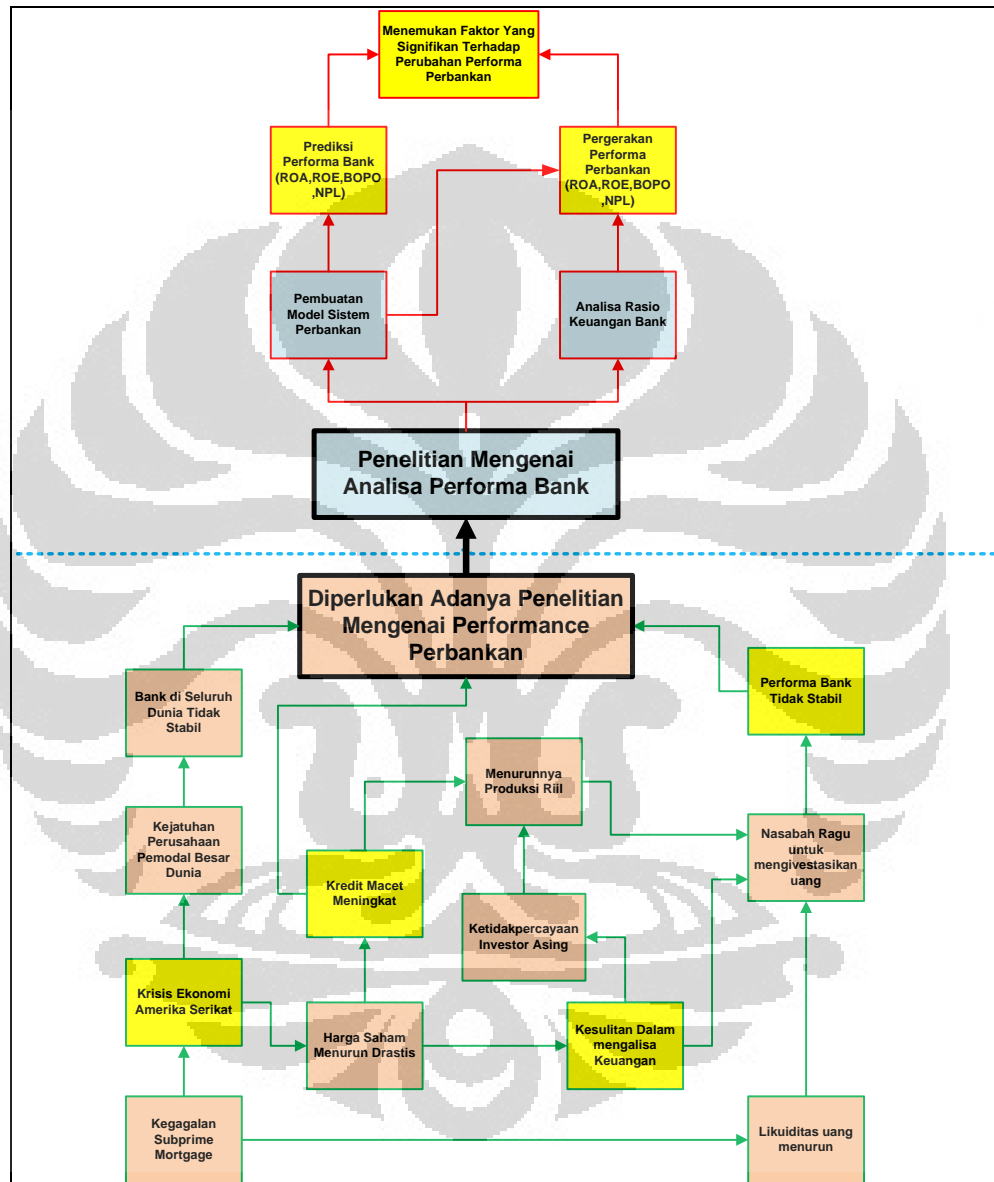 Menemukan Faktor Yang
Signifikan Terhadap
Perubahan Performa
Perbankan
Prediksi
Performa Bank
(ROA,ROE,BOPO
,NPL)
Pergerakan
Performa
Perbankan
(ROA,ROE,BOPO
,NPL)
Pembuatan
Model Sistem
Perbankan
Analisa Rasio
Keuangan Bank
Penelitian Mengenai
Analisa Performa Bank
Diperlukan Adanya Penelitian
Mengenai Performance
Perbankan
Bank di Seluruh
Dunia Tidak
Stabil
Performa Bank
Tidak Stabil
Menurunnya
Produksi Riil
Kejatuhan
Perusahaan
Pemodal Besar
Dunia
Nasabah Ragu
untuk
mengivestasikan
uang
Kredit Macet
Meningkat
Ketidakpercayaan
Investor Asing
Krisis Ekonomi
Amerika Serikat
Harga Saham
Menurun Drastis
Kesulitan Dalam
mengalisa
Keuangan
Kegagalan
Subprime
Mortgage
Likuiditas uang
menurun